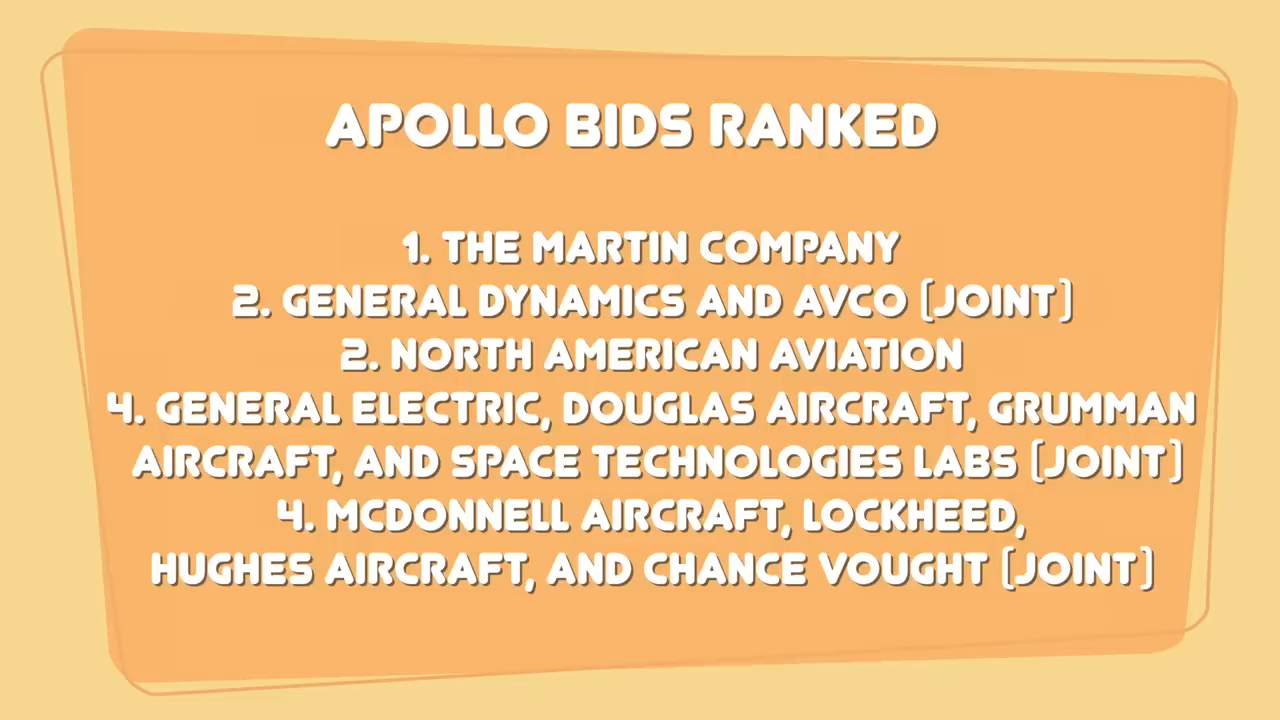 APOLLO BIDS RANKED
1. THE MARTIN COMPANY
2. GENERAL DYNAMICS AND AVCO (JOINT)
2. NORTH AMERICAN AVIATION
4. GENERAL ELECTRIC, DOUGLAS AIRCRAFT, GRUMMAN
AIRCRAFT, AND SPACE TECHNOLOGIES LABS (JOINT)
4. MCDONNELL AIRCRAFT, LOCKHEED,
HUGHES AIRCRAFT, AND CHANCE VOUGHT (JOINT)